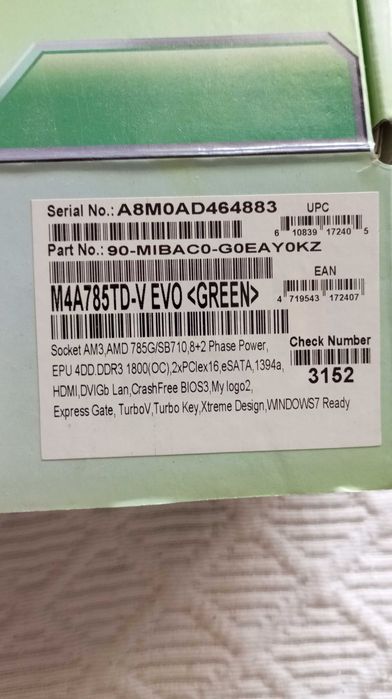 Serial No.: A8M0AD464883
UPC
6 10839 17240 5
Part No.: 90-MIBAC0-G0EAY0KZ
EAN
4 719543 172407
M4A785TD-V EVO <GREEN>
Check Number
3152
Socket AM3,AMD 785G/SB710,8+2 Phase Power,
EPU 4DD.DDR3 1800(OC),2xPCIex16,eSATA,1394a,
HDMI,DVIGb Lan,CrashFree BIOS3,My logo2,
Express Gate, TurboV,Turbo Key,Xtreme Design,WINDOWS7 Ready